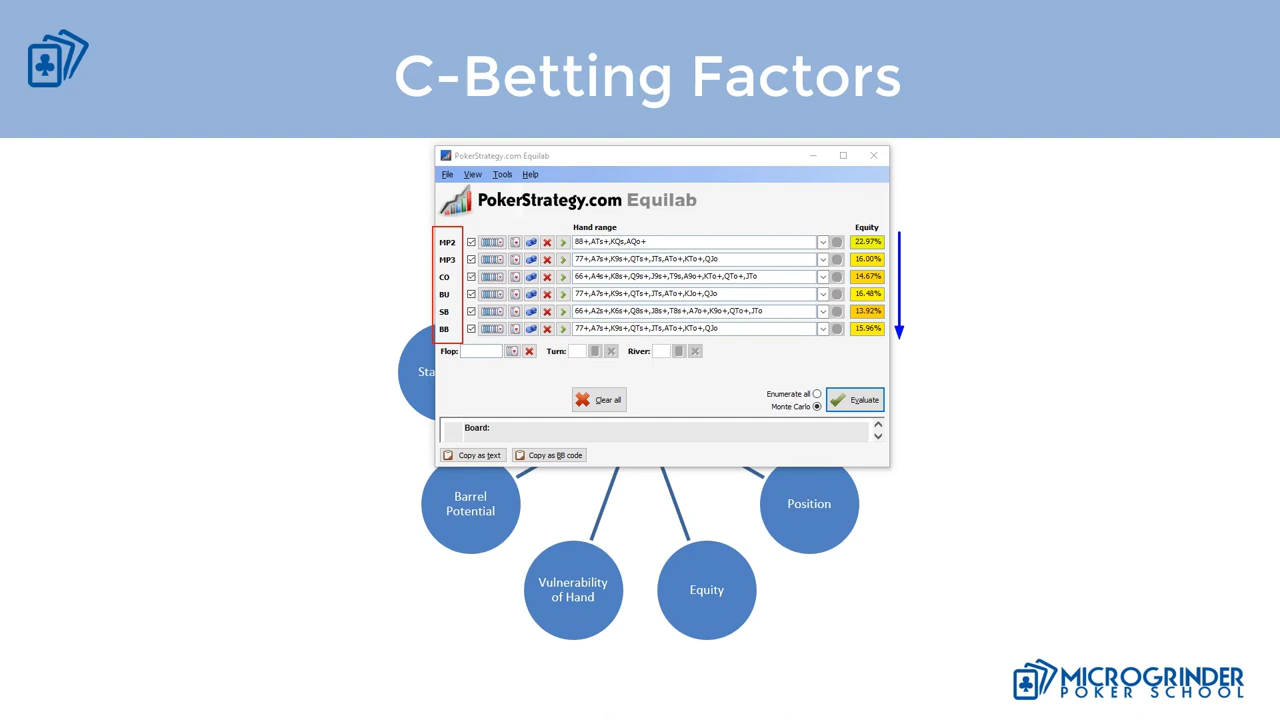 C-Betting Factors
PokerStrategy.com Equilab
File View Tools Help
PokerStrategy.com Equilab
Hand range Equity
MP2 88+,ATs+,KQs,AQo+ 22.97%
MP3 77+,A7s+,K9s+,QTs+,JTs,ATo+,KTo+,QJo 16.00%
CO 66+,A4s+,K8s+,Q9s+,J9s+,T9s,A9o+,KTo+,QTo+,JTo 14.67%
BU 77+,A7s+,K9s+,QTs+,JTs,ATo+,KJo+,QJo 16.48%
SB 66+,A2s+,K6s+,Q8s+,J8s+,T8s+,A7o+,K9o+,QTo+,JTo 13.92%
BB 77+,A7s+,K9s+,QTs+,JTs,ATo+,KTo+,QJo 15.96%
Flop: Turn: River:
Sta
Clear all
Enumerate all
Monte Carlo
Evaluate
Board:
Copy as text Copy as BB code
Barrel
Potential
Position
Vulnerability
of Hand
Equity
MICROGRINDER
POKER SCHOOL